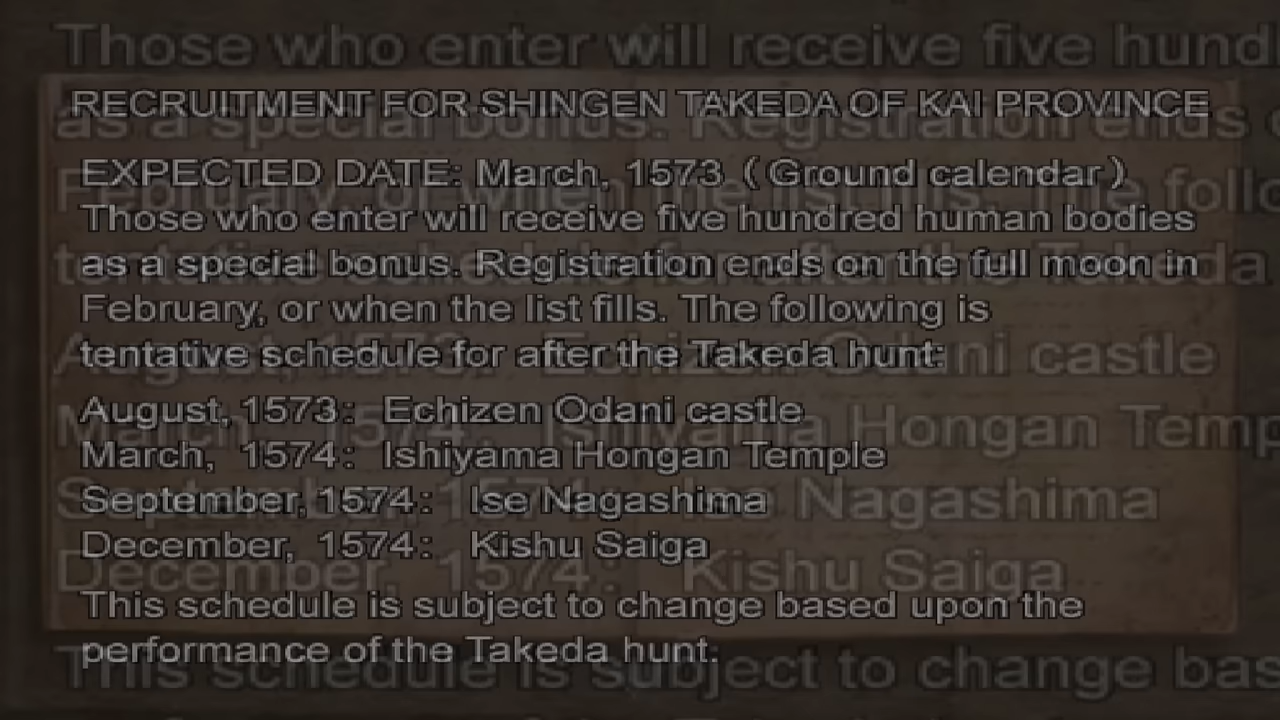 RECRUITMENT FOR SHINGEN TAKEDA OF KAI PROVINCE
EXPECTED DATE: March, 1573 (Ground calendar)
Those who enter will receive five hundred human bodies
as a special bonus. Registration ends on the full moon in
February, or when the list fills. The following is
tentative schedule for after the Takeda hunt:
August, 1573: Echizen Odani castle
March, 1574: Ishiyama Hongan Temple
September, 1574: Ise Nagashima
December, 1574: Kishu Saiga
This schedule is subject to change based upon the
performance of the Takeda hunt.